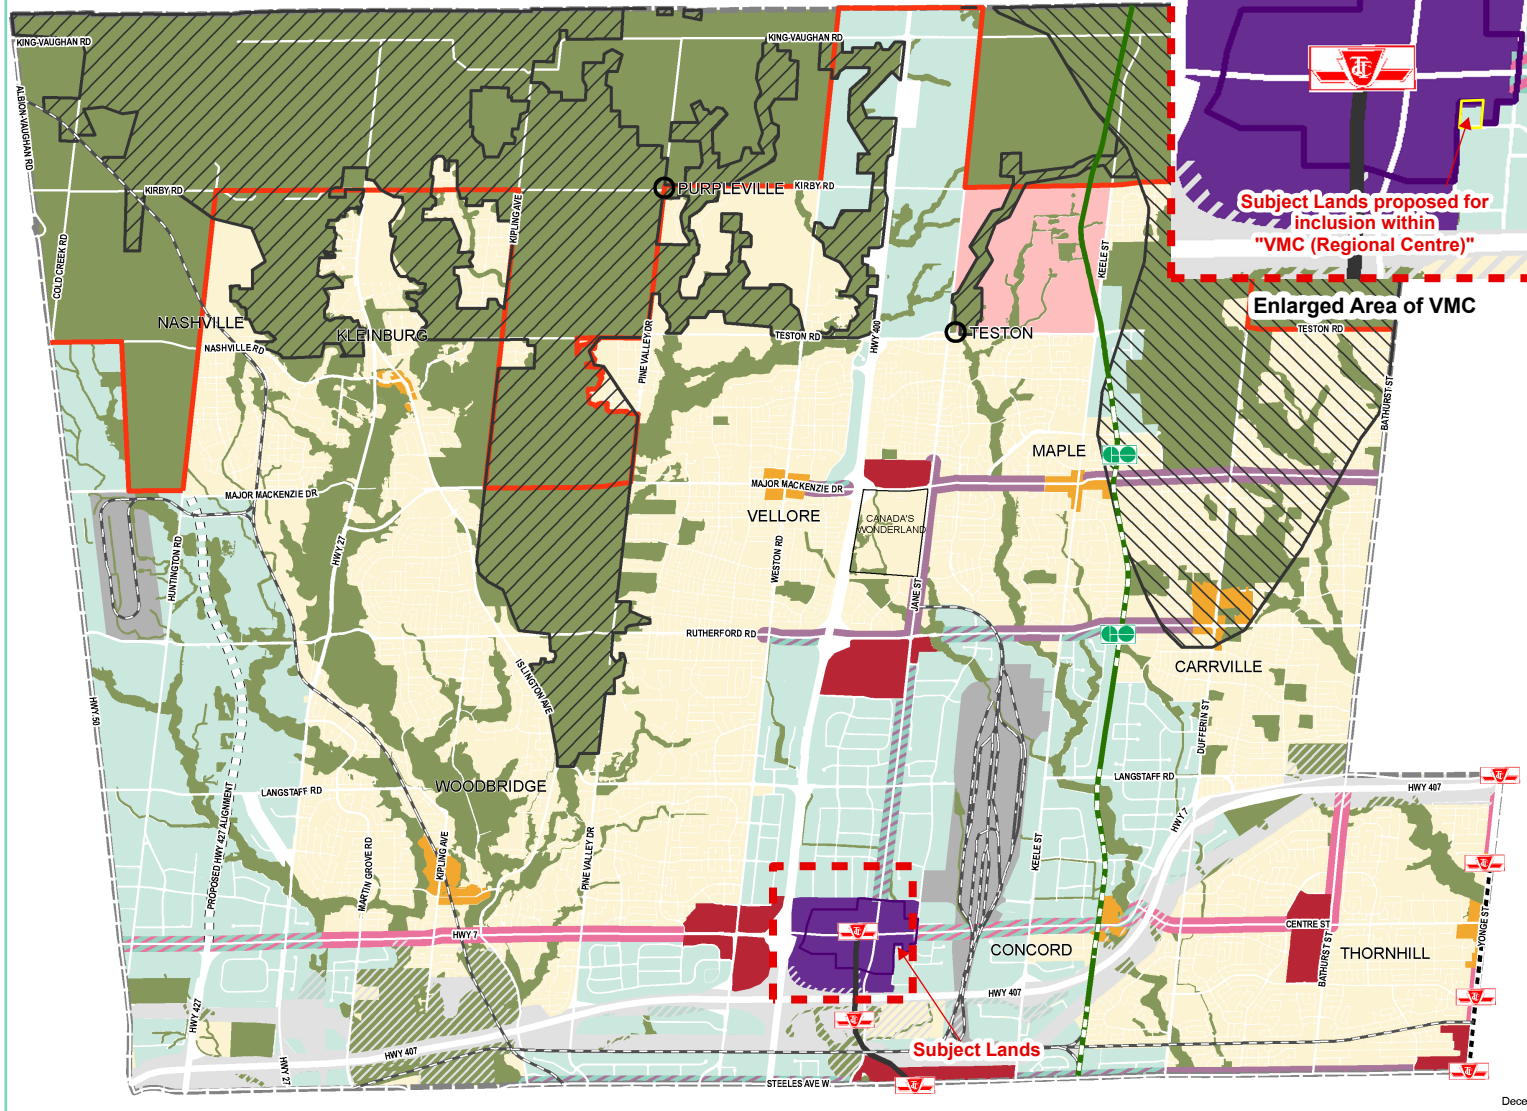 KING-VAUGHAN RD
KING-VAUGHAN RD
ALBION-VAUGHAN RD
Subject Lands proposed for
inclusion within
"VMC (Regional Centre)"
Enlarged Area of VMC
KIRBY RD
PURPLEVILLE
KIRBY RD
KIPLING AVE
COLD CREEK RD
KEELE ST
NASHVILLE
KLEINBURG
NASHVILLE RD
PINE VALLEY DR
TESTON RD
HWY 400
TESTON
TESTON RD
BATHURST ST
MAPLE
MAJOR MACKENZIE DR
MAJOR MACKENZIE DR
VELLORE
CANADA'S
WONDERLAND
HUNTINGTON RD
HWY 27
WESTON RD
JANE ST
RUTHERFORD RD
ISLINGTON AVE
CARRVILLE
HWY 50
DUFFERIN ST
WOODBRIDGE
LANGSTAFF RD
LANGSTAFF RD
HWY 407
HWY 7
PROPOSED HWY 427 ALIGNMENT
MARTIN GROVE RD
KIPLING AVE
PINE VALLEY DR
KEELE ST
HWY 7
CENTRE ST
CONCORD
THORNHILL
BATHURST ST
YONGE ST
HWY 407
HWY 427
Subject Lands
HWY 407
HWY 27
STEELES AVE W
Dece